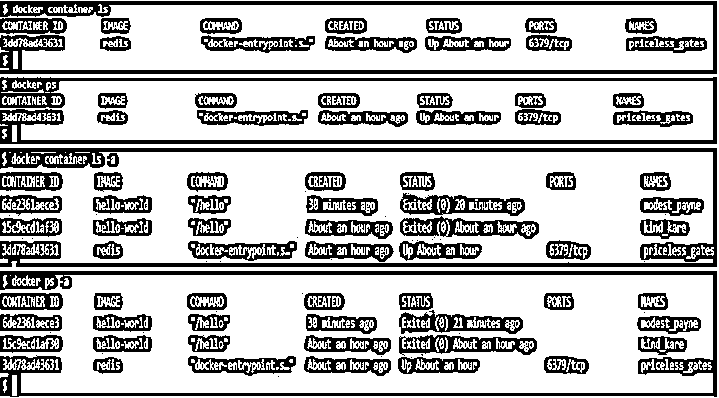 $ docker container ls
CONTAINER ID IMAGE COMMAND CREATED STATUS PORTS NAMES
3dd78ad43631 redis "docker-entrypoint.s…" About an hour ago Up About an hour 6379/tcp priceless_gates
$
$ docker ps
CONTAINER ID IMAGE COMMAND CREATED STATUS PORTS NAMES
3dd78ad43631 redis "docker-entrypoint.s…" About an hour ago Up About an hour 6379/tcp priceless_gates
$
$ docker container ls -a
CONTAINER ID IMAGE COMMAND CREATED STATUS PORTS NAMES
6de2361aece3 hello-world "/hello" 30 minutes ago Exited (0) 20 minutes ago modest_payne
15c9ecd1af30 hello-world "/hello" About an hour ago Exited (0) About an hour ago kind_kare
3dd78ad43631 redis "docker-entrypoint.s…" About an hour ago Up About an hour 6379/tcp priceless_gates
$ docker ps -a
CONTAINER ID IMAGE COMMAND CREATED STATUS PORTS NAMES
6de2361aece3 hello-world "/hello" 30 minutes ago Exited (0) 21 minutes ago modest_payne
15c9ecd1af30 hello-world "/hello" About an hour ago Exited (0) About an hour ago kind_kare
3dd78ad43631 redis "docker-entrypoint.s…" About an hour ago Up About an hour 6379/tcp priceless_gates
$